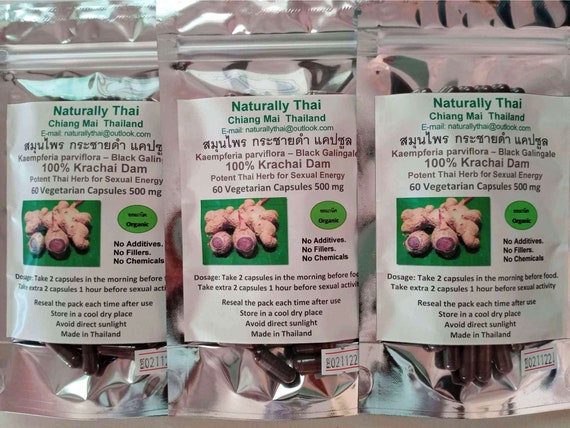 Naturally Thai
Chiang Mai Thailand
E-mail: naturallythai@outlook.com
สมุนไพร กระชายดำ แคปซูล
Kaempferia parviflora – Black Galingale
100% Krachai Dam
Potent Thai Herb for Sexual Energy
60 Vegetarian Capsules 500 mg
Organic
No Additives.
No Fillers.
No Chemicals
Dosage: Take 2 capsules in the morning before f
Take extra 2 capsules 1 hour before sexual activity
Reseal the pack each time after use
Store in a cool dry place
Avoid direct sunlight
Made in Thailand
021122
Naturally Thai
Chiang Mai Thailand
E-mail: naturallythai@outlook.com
สมุนไพร กระชายดำ แคปซูล
Kaempferia parviflora – Black Galingale
100% Krachai Dam
Potent Thai Herb for Sexual Energy
60 Vegetarian Capsules 500 mg
Organic
No Additives.
No Fillers.
No Chemicals
Dosage: Take 2 capsules in the morning before foo
Take extra 2 capsules 1 hour before sexual activity
Reseal the pack each time after use
Store in a cool dry place
Avoid direct sunlight
Made in Thailand
021122
Naturally Thai
Chiang Mai Thailand
E-mail: naturallythai@outlook.com
สมุนไพร กระชายดำ แคปซูล
Kaempferia parviflora – Black Galingale
100% Krachai Dam
Potent Thai Herb for Sexual Energy
60 Vegetarian Capsules 500 mg
Organic
No Additives.
No Fillers.
No Chemicals
Dosage: Take 2 capsules in the morning before food.
Take extra 2 capsules 1 hour before sexual activity
Reseal the pack each time after use
Store in a cool dry place
Avoid direct sunlight
Made in Thailand
021122